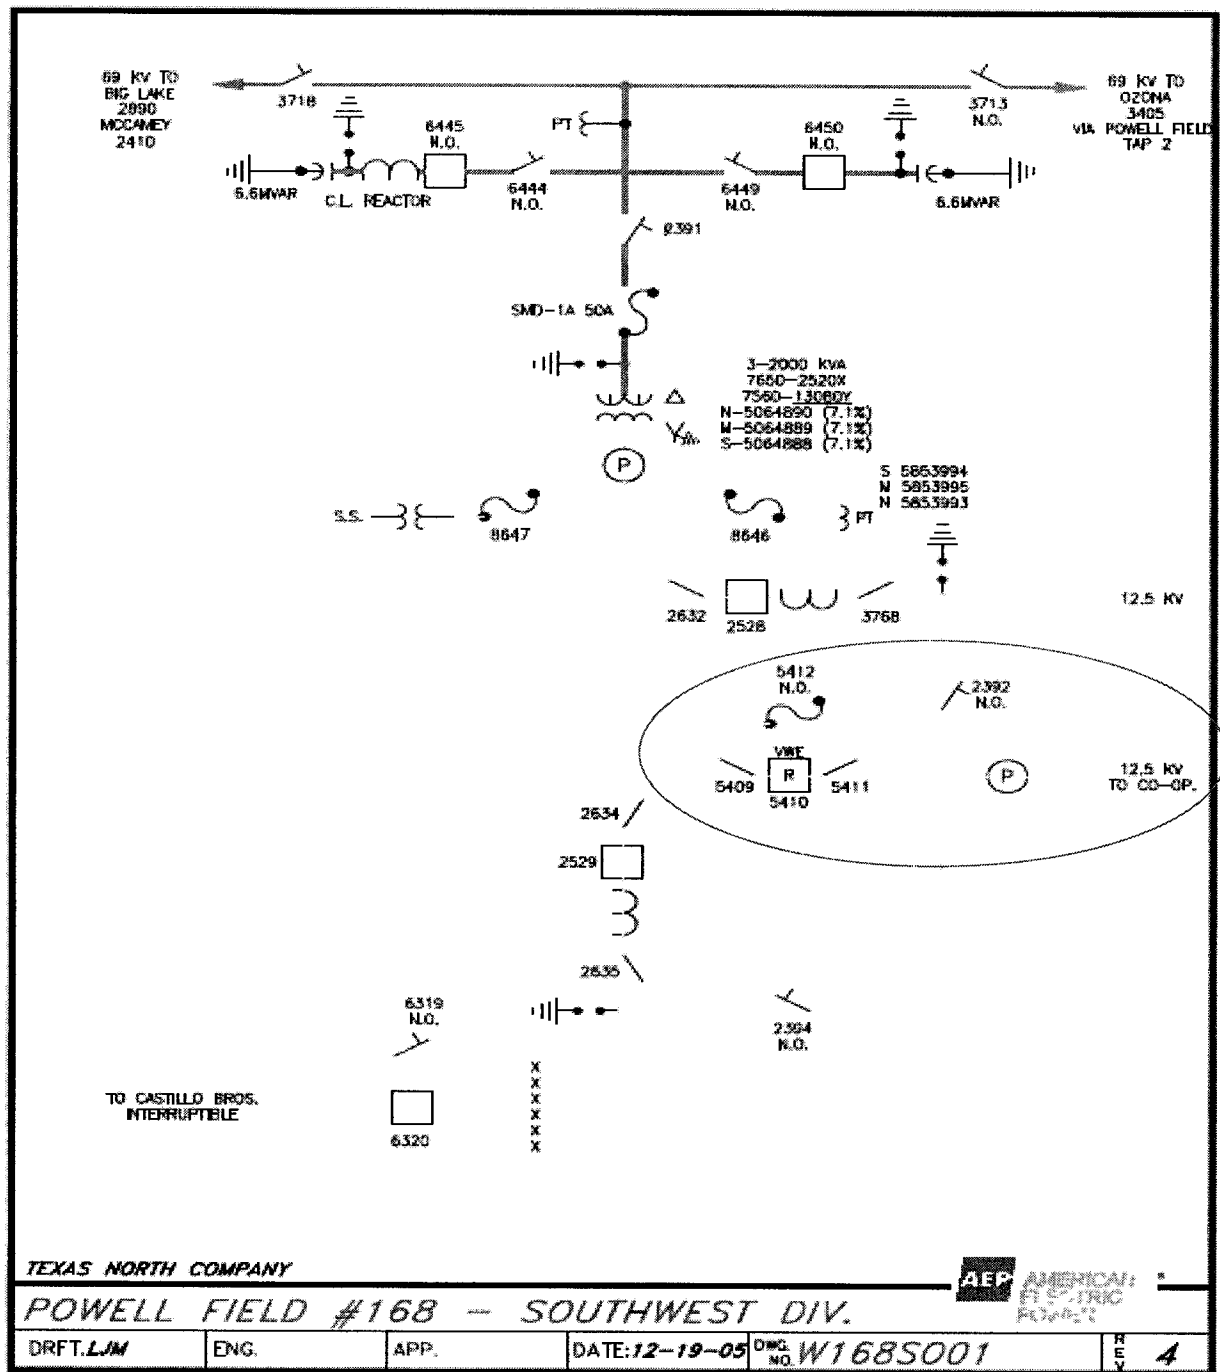 69 KV TO
BIG LAKE
2890
MCCAMEY
2410
3718
3713
N.O.
69 KV TO
OZONA
3405
VIA POWELL FIELD
TAP 2
PT
6445
N.O.
6450
N.O.
6.6MVAR
C.L. REACTOR
6444
N.O.
6449
N.O.
6.6MVAR
2391
SMD-1A 50A
3-2000 KVA
7650-2520X
7560-13080Y
N-5064890 (7.1%)
M-5064889 (7.1%)
S-5064888 (7.1%)
P
S 5853994
M 5853995
N 5853993
S.S.
8647
8646
PT
2632
2528
3768
12.5 KV
5412
N.O.
2392
N.O.
VWE
5409
R
5411
5410
P
12.5 KV
TO CO-OP.
2634
2529
2635
6319
N.O.
2394
N.O.
TO CASTILLO BROS.
INTERRUPTIBLE
6320
X
X
X
X
X
X
TEXAS NORTH COMPANY
AEP AMERICAN
ELECTRIC
POWER
POWELL FIELD #168 - SOUTHWEST DIV.
DRFT.LJM
ENG.
APP.
DATE:12-19-05
DWG. NO. W168S001
REV 4